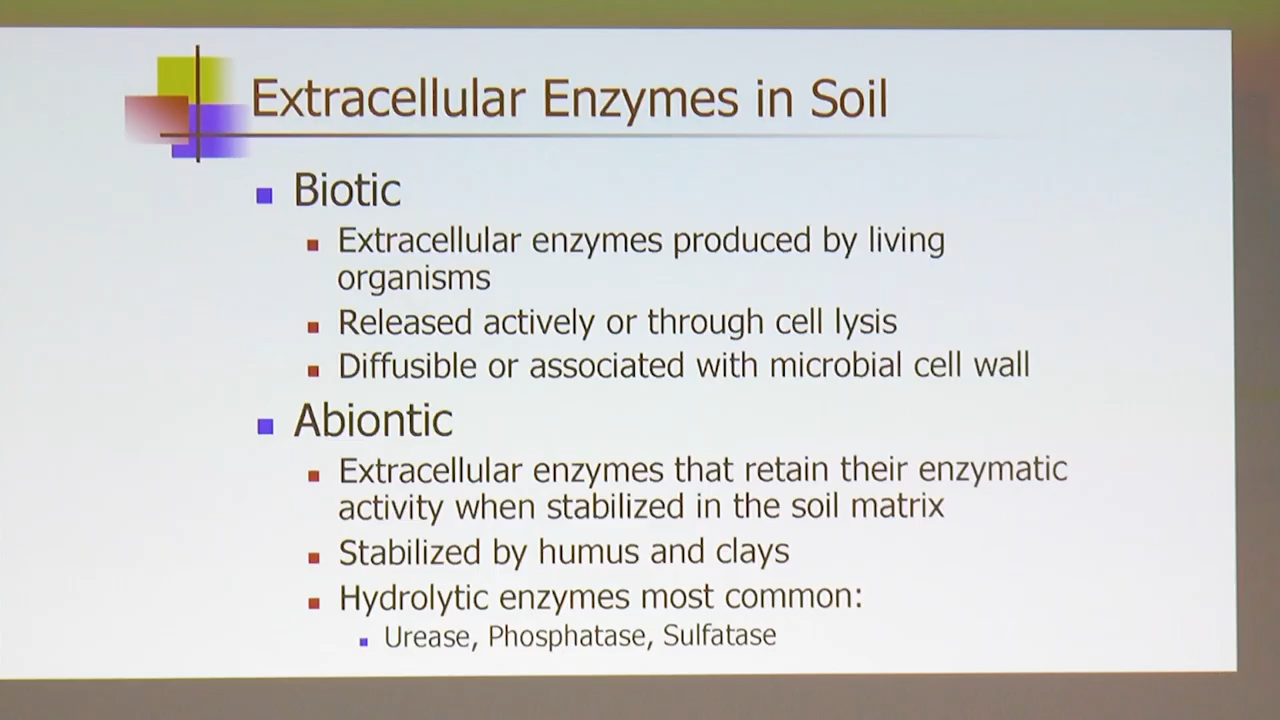 Extracellular Enzymes in Soil
Biotic
Extracellular enzymes produced by living
organisms
Released actively or through cell lysis
Diffusible or associated with microbial cell wall
Abiontic
Extracellular enzymes that retain their enzymatic
activity when stabilized in the soil matrix
Stabilized by humus and clays
Hydrolytic enzymes most common:
Urease, Phosphatase, Sulfatase